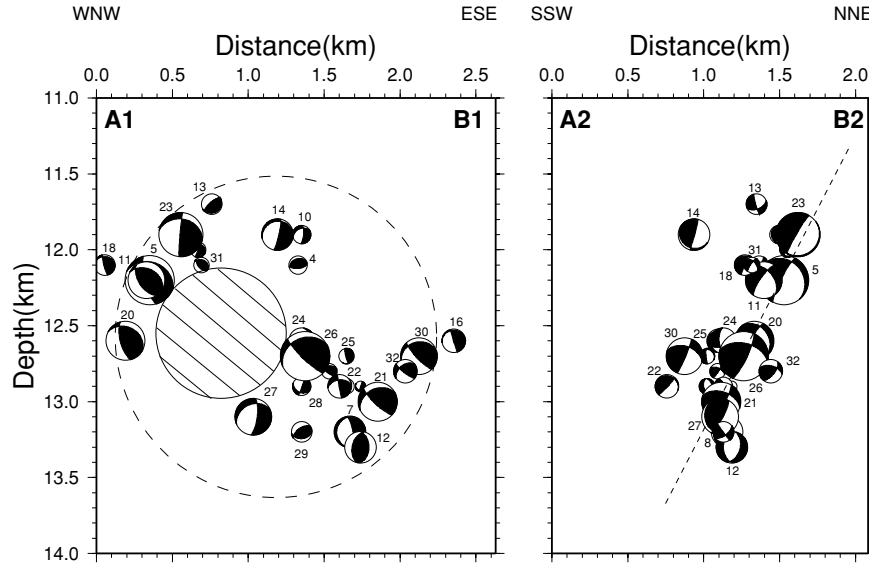 WNW ESE SSW NNE
Distance(km) Distance(km)
0.0 0.5 1.0 1.5 2.0 2.5 0.0 0.5 1.0 1.5 2.0
11.0
A1 B1 A2 B2
11.5
13 13
23 14 10 14 23
12.0
18 11 5 31 4 31 18 5
Depth(km)
12.5
20 24 26 25 30 16 11 24 20 30 25
32 22 21 32 22 26
13.0
27 28 7 21 27
29 12 8 12
13.5
14.0